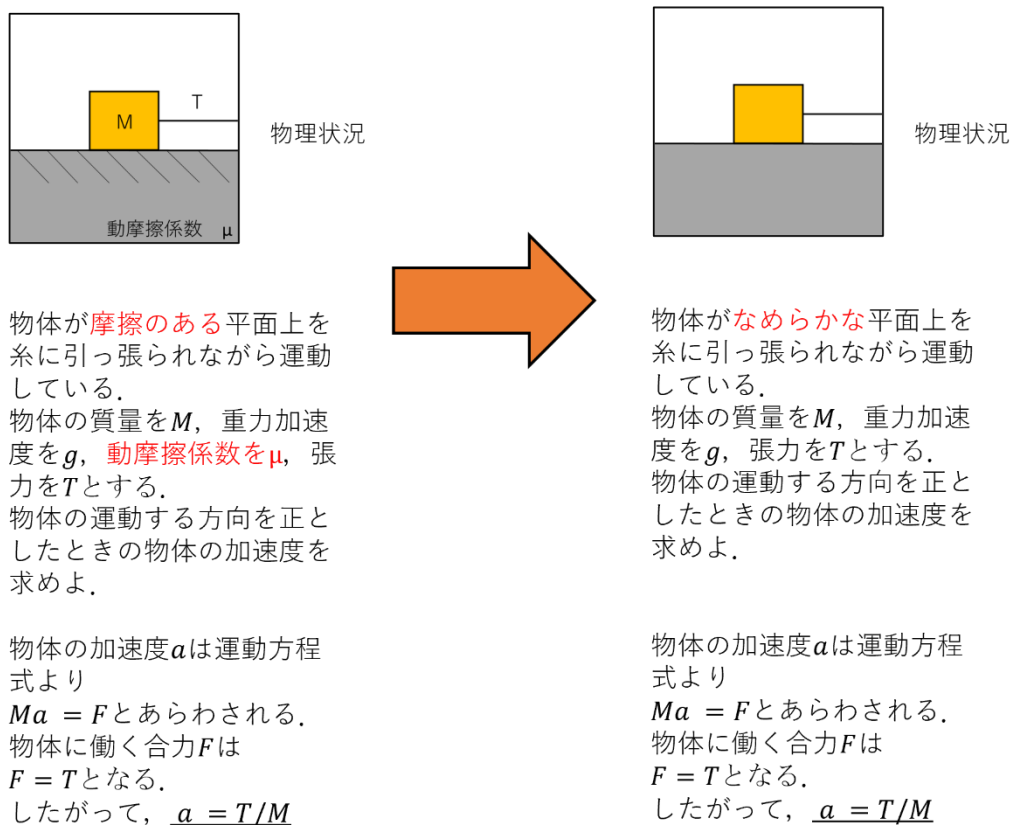 T
M
動摩擦係数 μ
物理状況
物体が摩擦のある平面上を
糸に引っ張られながら運動
している.
物体の質量をM，重力加速
度をg，動摩擦係数をμ，張
力をTとする.
物体の運動する方向を正と
したときの物体の加速度を
求めよ.
物体の加速度aは運動方程
式より
Ma = Fとあらわされる.
物体に働く合力Fは
F = Tとなる.
したがって，a = T/M
物理状況
物体がなめらかな平面上を
糸に引っ張られながら運動
している.
物体の質量をM，重力加速
度をg，張力をTとする.
物体の運動する方向を正と
したときの物体の加速度を
求めよ.
物体の加速度aは運動方程
式より
Ma = Fとあらわされる.
物体に働く合力Fは
F = Tとなる.
したがって，a = T/M